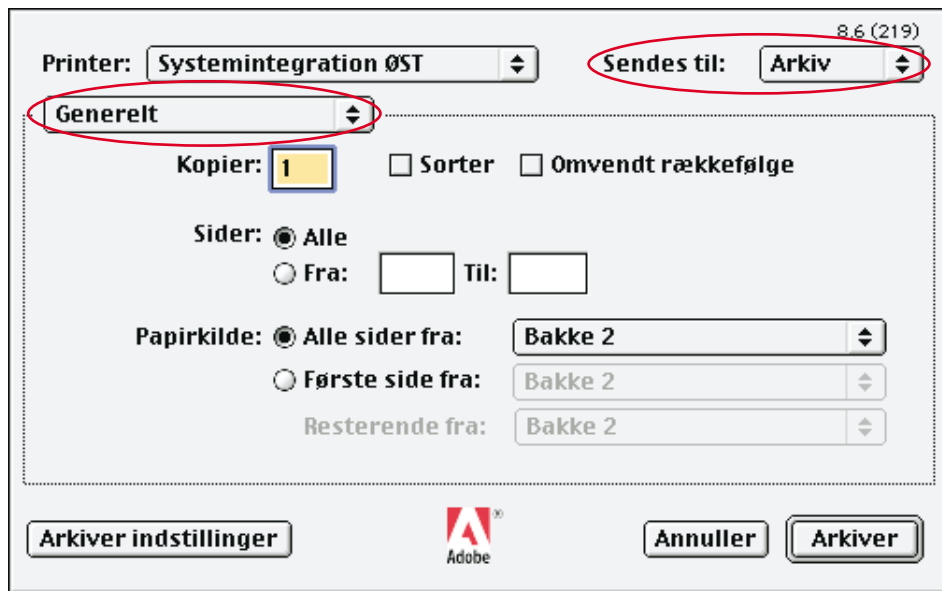 8.6 (219)
Printer: Systemintegration ØST Sendes til: Arkiv
Generelt
Kopier: 1 Sorter Omvendt rækkefølge
Sider: Alle
Fra: Til:
Papirkilde: Alle sider fra: Bakke 2
Første side fra: Bakke 2
Resterende fra: Bakke 2
Arkiver indstillinger Adobe® Annuller Arkiver